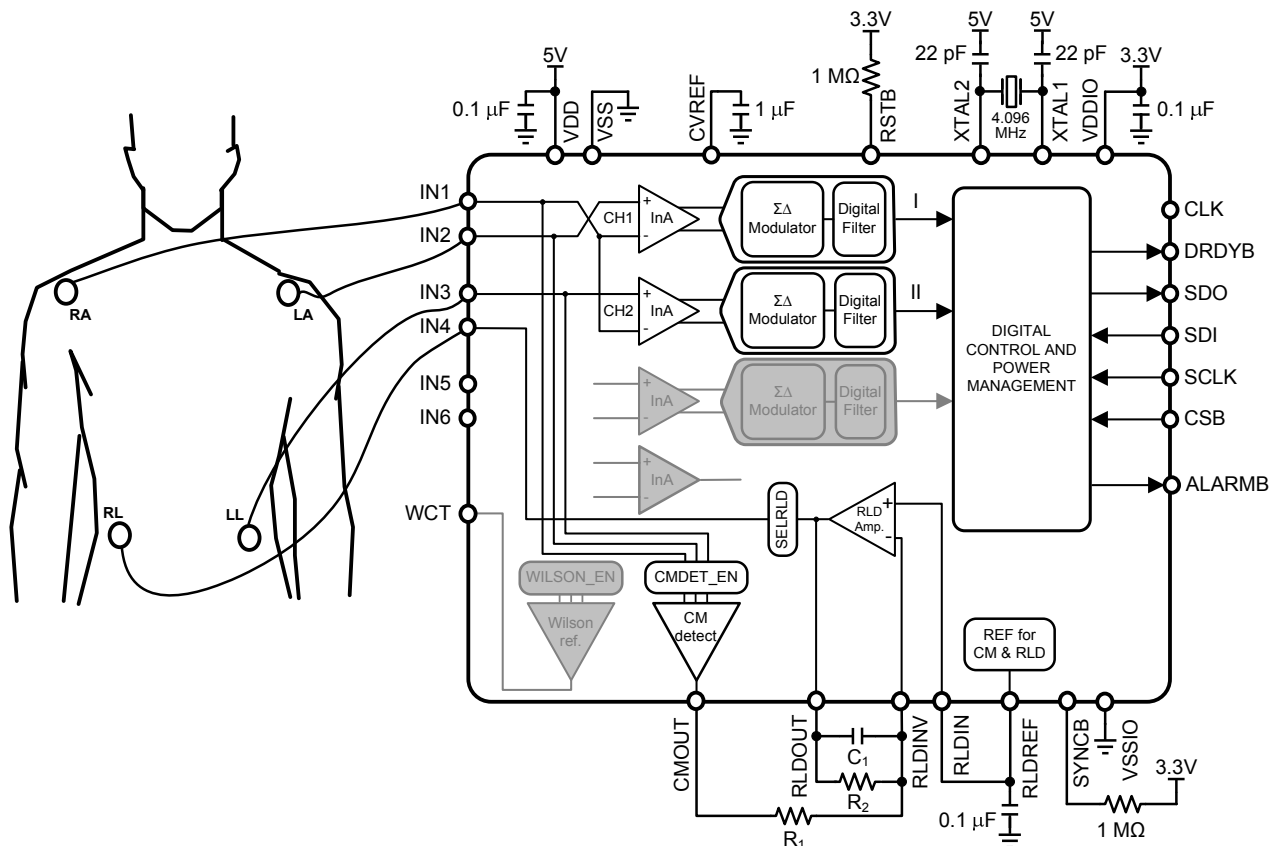 3.3V
5V
5V
22 pF
22 pF
3.3V
5V
1 MΩ
0.1 µF
1 µF
4.096
MHz
0.1 µF
VDD
VSS
CVREF
RSTB
XTAL2
XTAL1
VDDIO
IN1
IN2
IN3
IN4
IN5
IN6
WCT
RA
LA
RL
LL
CH1
+
-
InA
ΣΔ
Modulator
Digital
Filter
I
CH2
+
-
InA
ΣΔ
Modulator
Digital
Filter
II
+
-
InA
ΣΔ
Modulator
Digital
Filter
+
-
InA
DIGITAL
CONTROL AND
POWER
MANAGEMENT
CLK
DRDYB
SDO
SDI
SCLK
CSB
ALARMB
SELRLD
RLD
Amp.
+
-
WILSON_EN
Wilson
ref.
CMDET_EN
CM
detect
REF for
CM & RLD
CMOUT
RLDOUT
RLDINV
RLDIN
RLDREF
SYNCB
VSSIO
C1
R2
R1
0.1 µF
3.3V
1 MΩ